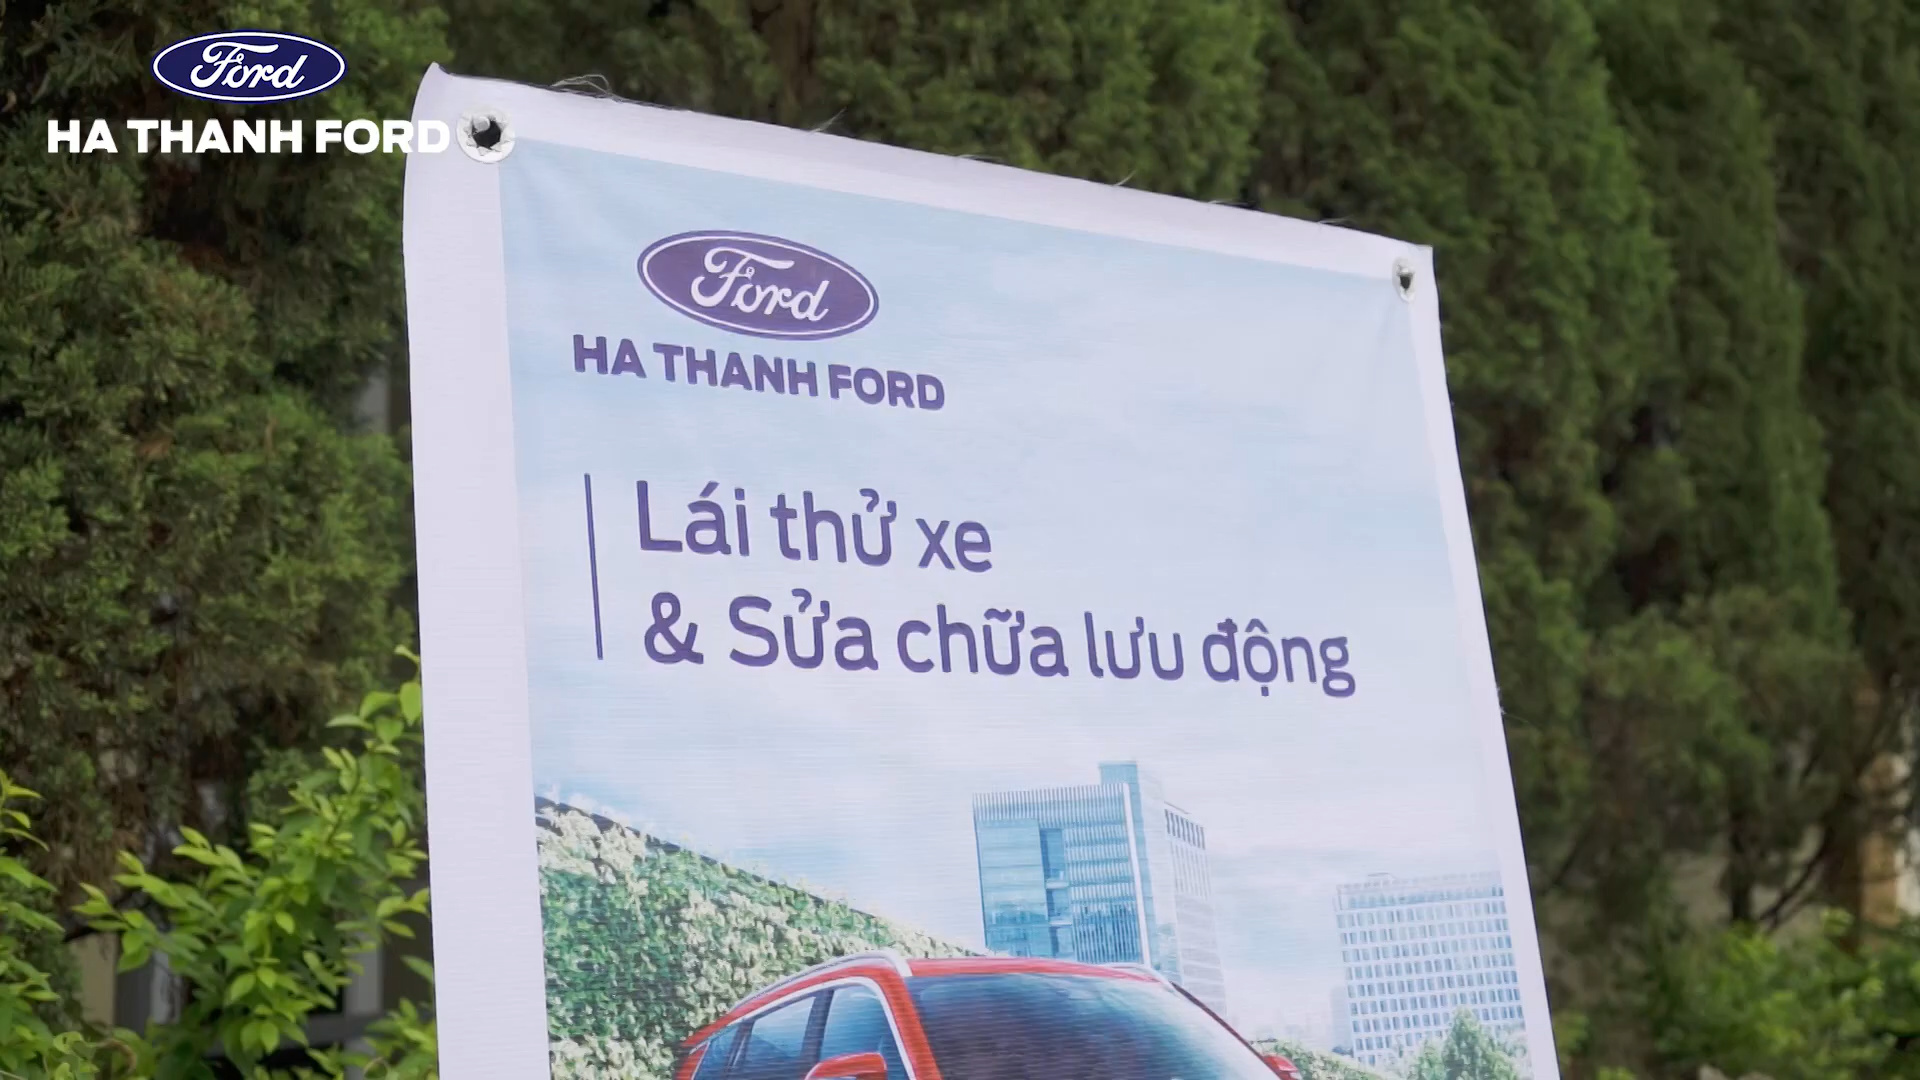 Ford
HA THANH FORD
Ford
HA THANH FORD
Lái thử xe
& Sửa chữa lưu động